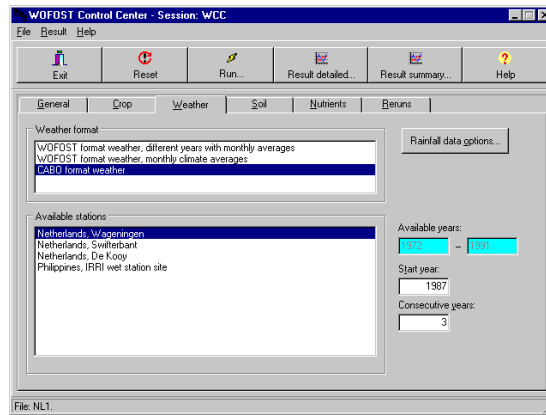 WOFOST Control Center - Session: WCC
File Result Help
Exit Reset Run... Result detailed... Result summary... Help
General Crop Weather Soil Nutrients Reruns
Weather format
WOFOST format weather, different years with monthly averages
WOFOST format weather, monthly climate averages
CABO format weather
Rainfall data options...
Available stations
Netherlands, Wageningen
Netherlands, Swifterbant
Netherlands, De Kooy
Philippines, IRRI wet station site
Available years:
1972 - 1991
Start year:
1987
Consecutive years:
3
File: NL1.